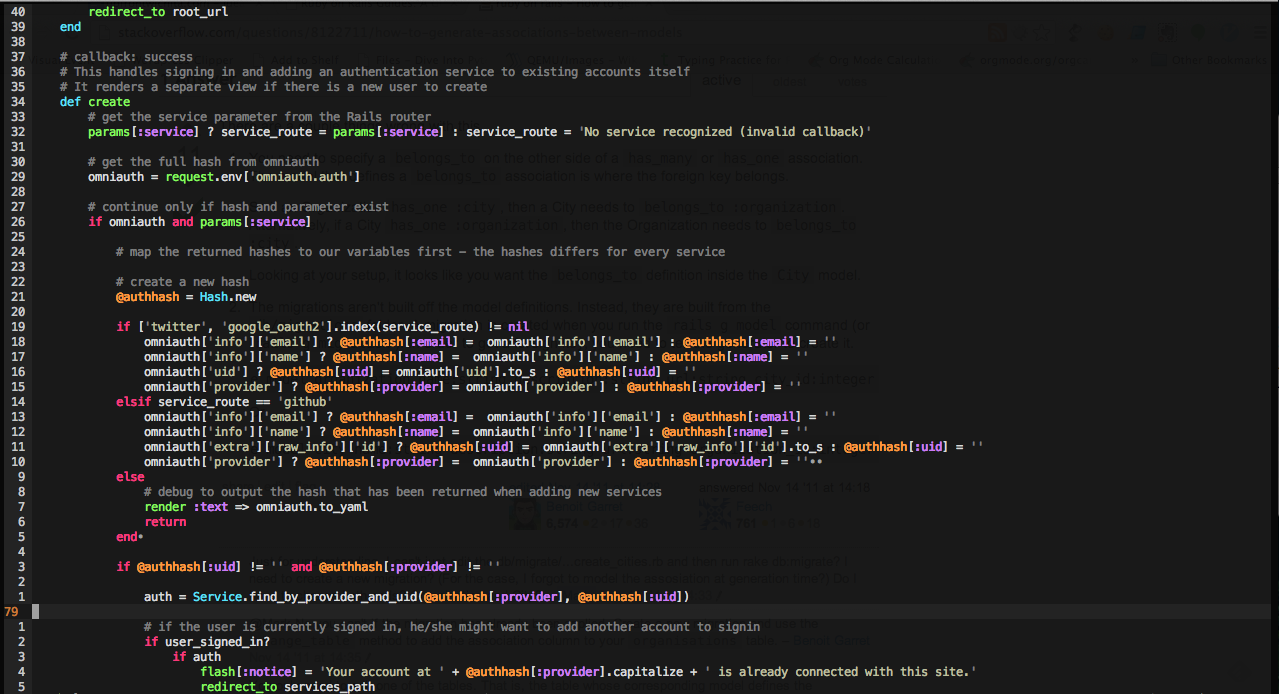 40 redirect_to root_url
39 end
38
37 # callback: success
36 # This handles signing in and adding an authentication service to existing accounts itself
35 # It renders a separate view if there is a new user to create
34 def create
33 # get the service parameter from the Rails router
32 params[:service] ? service_route = params[:service] : service_route = 'No service recognized (invalid callback)'
31
30 # get the full hash from omniauth
29 omniauth = request.env['omniauth.auth']
28
27 # continue only if hash and parameter exist
26 if omniauth and params[:service]
25
24 # map the returned hashes to our variables first - the hashes differs for every service
23
22 # create a new hash
21 @authhash = Hash.new
20
19 if ['twitter', 'google_oauth2'].index(service_route) != nil
18 omniauth['info']['email'] ? @authhash[:email] =  omniauth['info']['email'] : @authhash[:email] = ''
17 omniauth['info']['name'] ? @authhash[:name] =  omniauth['info']['name'] : @authhash[:name] = ''
16 omniauth['uid'] ? @authhash[:uid] = omniauth['uid'].to_s : @authhash[:uid] = ''
15 omniauth['provider'] ? @authhash[:provider] = omniauth['provider'] : @authhash[:provider] = ''
14 elsif service_route == 'github'
13 omniauth['info']['email'] ? @authhash[:email] =  omniauth['info']['email'] : @authhash[:email] = ''
12 omniauth['info']['name'] ? @authhash[:name] =  omniauth['info']['name'] : @authhash[:name] = ''
11 omniauth['extra']['raw_info']['id'] ? @authhash[:uid] =  omniauth['extra']['raw_info']['id'].to_s : @authhash[:uid] = ''
10 omniauth['provider'] ? @authhash[:provider] =  omniauth['provider'] : @authhash[:provider] = ''••
9 else
8 # debug to output the hash that has been returned when adding new services
7 render :text => omniauth.to_yaml
6 return
5 end•
4
3 if @authhash[:uid] != '' and @authhash[:provider] != ''
2
1 auth = Service.find_by_provider_and_uid(@authhash[:provider], @authhash[:uid])
79
1 # if the user is currently signed in, he/she might want to add another account to signin
2 if user_signed_in?
3 if auth
4 flash[:notice] = 'Your account at ' + @authhash[:provider].capitalize + ' is already connected with this site.'
5 redirect_to services_path